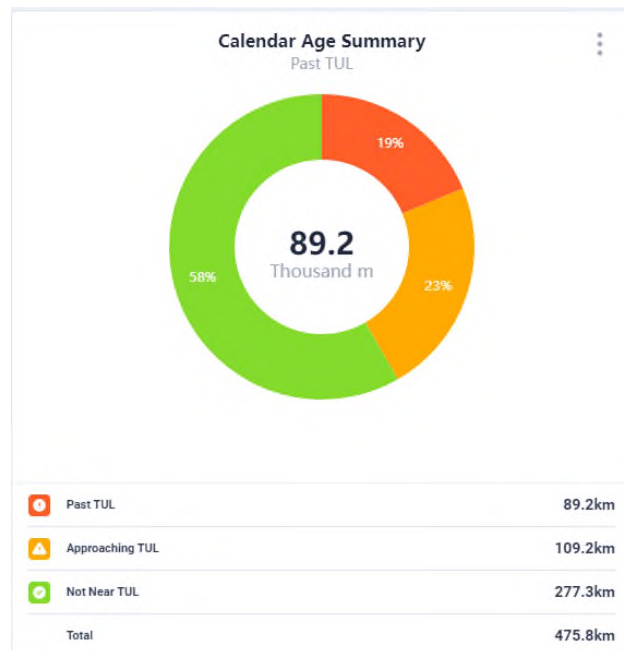 Calendar Age Summary
Past TUL
19%
89.2
Thousand m
58%
23%
Past TUL 89.2km
Approaching TUL 109.2km
Not Near TUL 277.3km
Total 475.8km